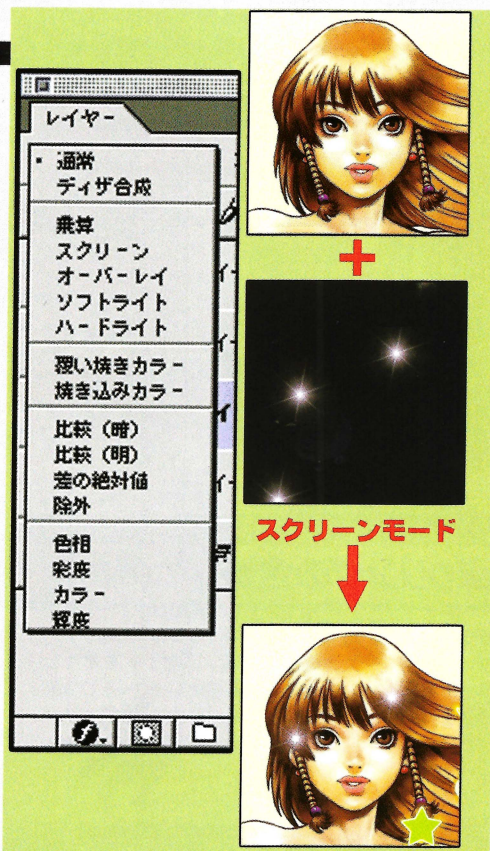 レイヤー
・通常
ディザ合成
乗算
スクリーン
オーバーレイ
ソフトライト
ハードライト
覆い焼きカラー
焼き込みカラー
比較（暗）
比較（明）
差の絶対値
除外
色相
彩度
カラー
輝度
+
スクリーンモード